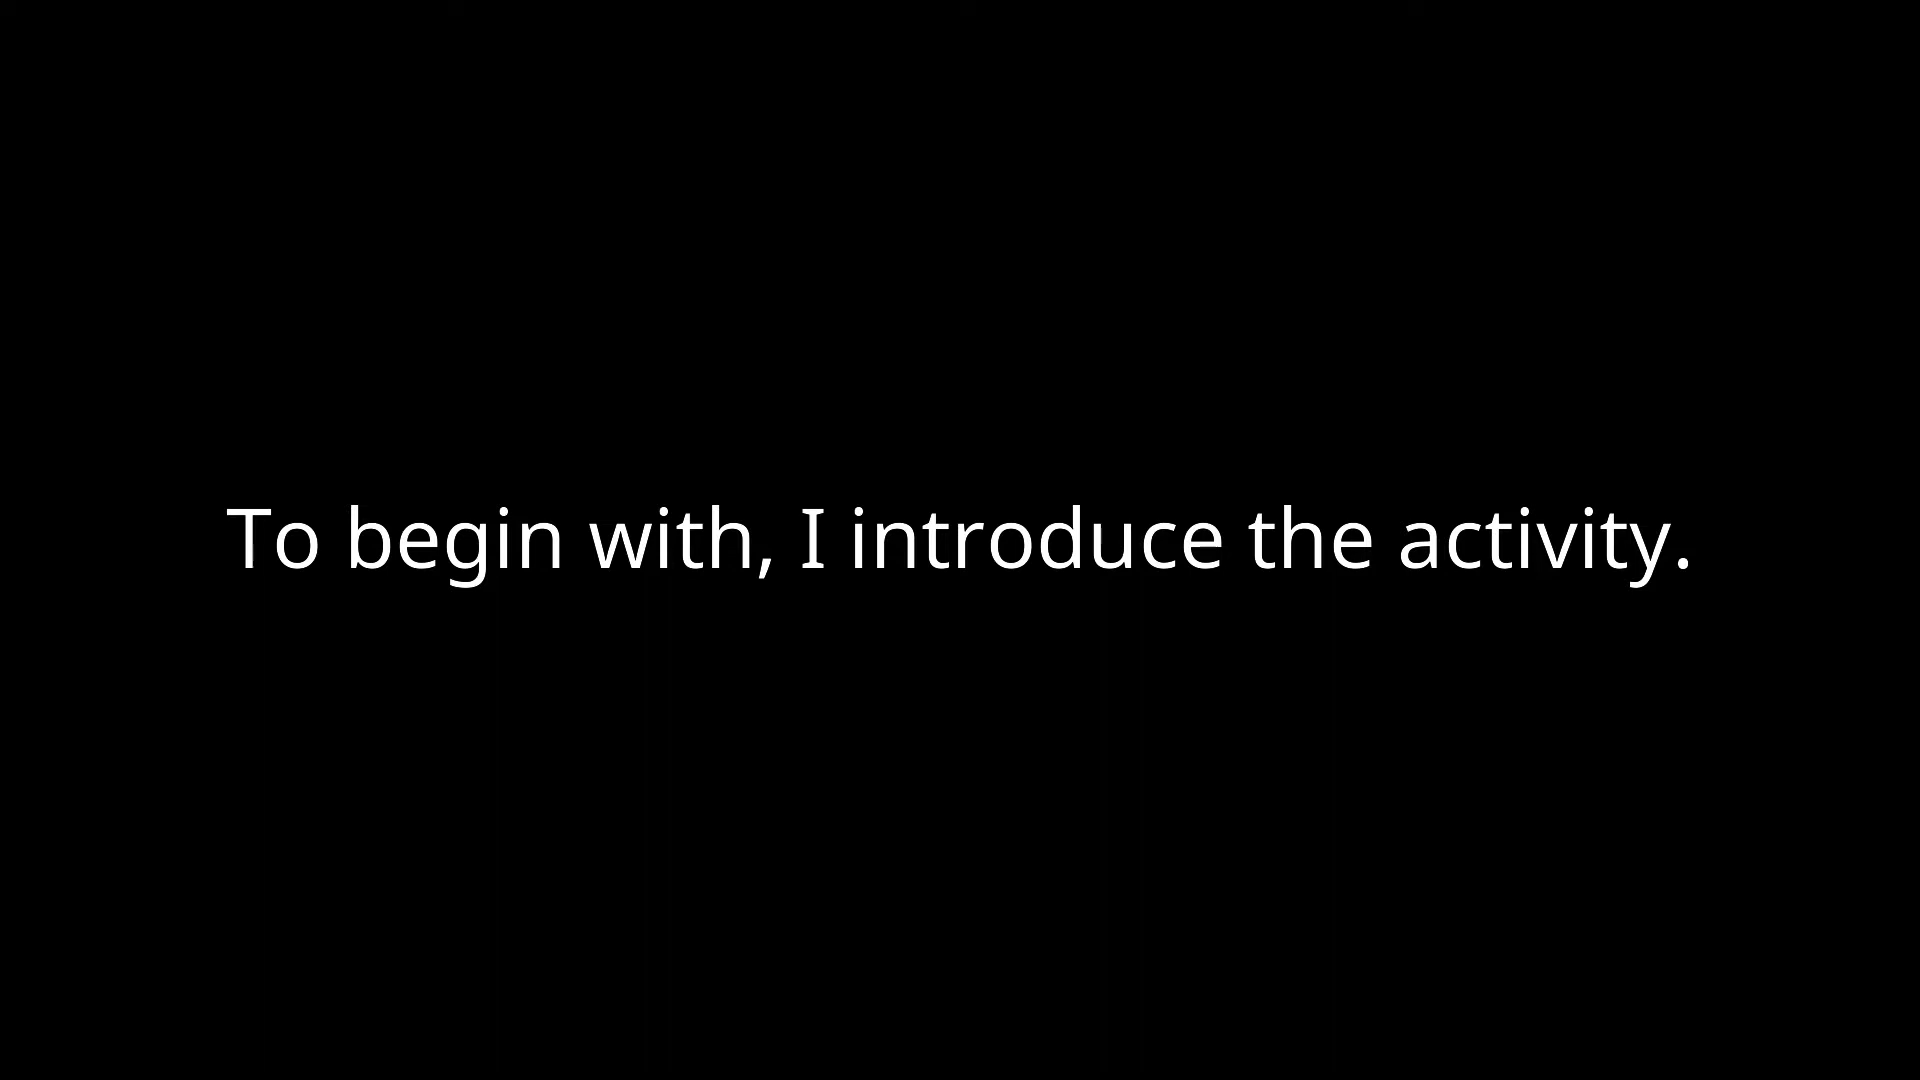 To begin with, I introduce the activity.